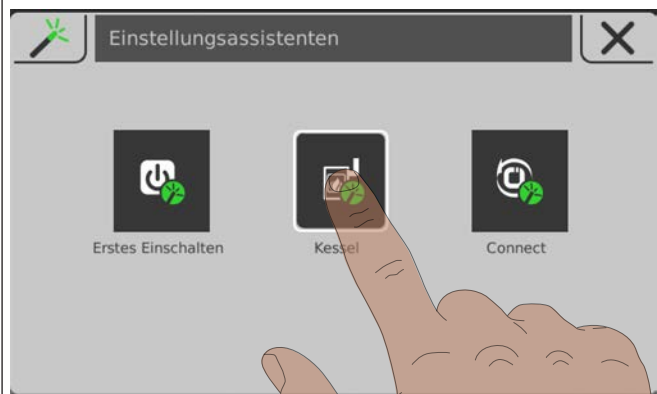 Einstellungsassistenten
Erstes Einschalten
Kessel
Connect